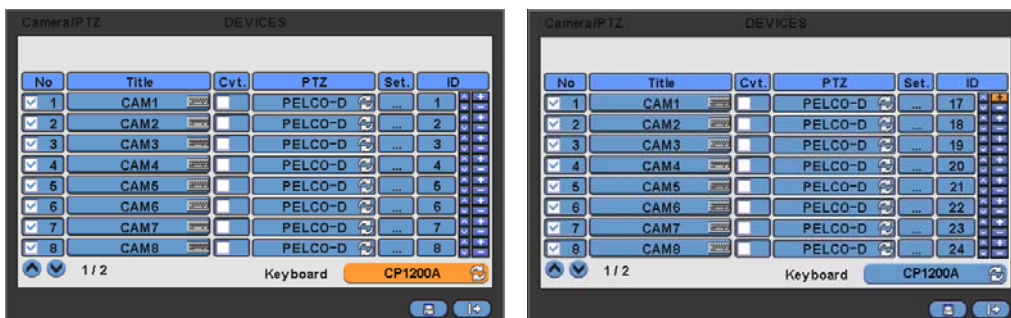 Camera/PTZ DEVICES
No Title Cvt. PTZ Set. ID
1 CAM1 PELCO-D ... 1
2 CAM2 PELCO-D ... 2
3 CAM3 PELCO-D ... 3
4 CAM4 PELCO-D ... 4
5 CAM5 PELCO-D ... 5
6 CAM6 PELCO-D ... 6
7 CAM7 PELCO-D ... 7
8 CAM8 PELCO-D ... 8
1/2 Keyboard CP1200A
Camera/PTZ DEVICES
No Title Cvt. PTZ Set. ID
1 CAM1 PELCO-D ... 17
2 CAM2 PELCO-D ... 18
3 CAM3 PELCO-D ... 19
4 CAM4 PELCO-D ... 20
5 CAM5 PELCO-D ... 21
6 CAM6 PELCO-D ... 22
7 CAM7 PELCO-D ... 23
8 CAM8 PELCO-D ... 24
1/2 Keyboard CP1200A